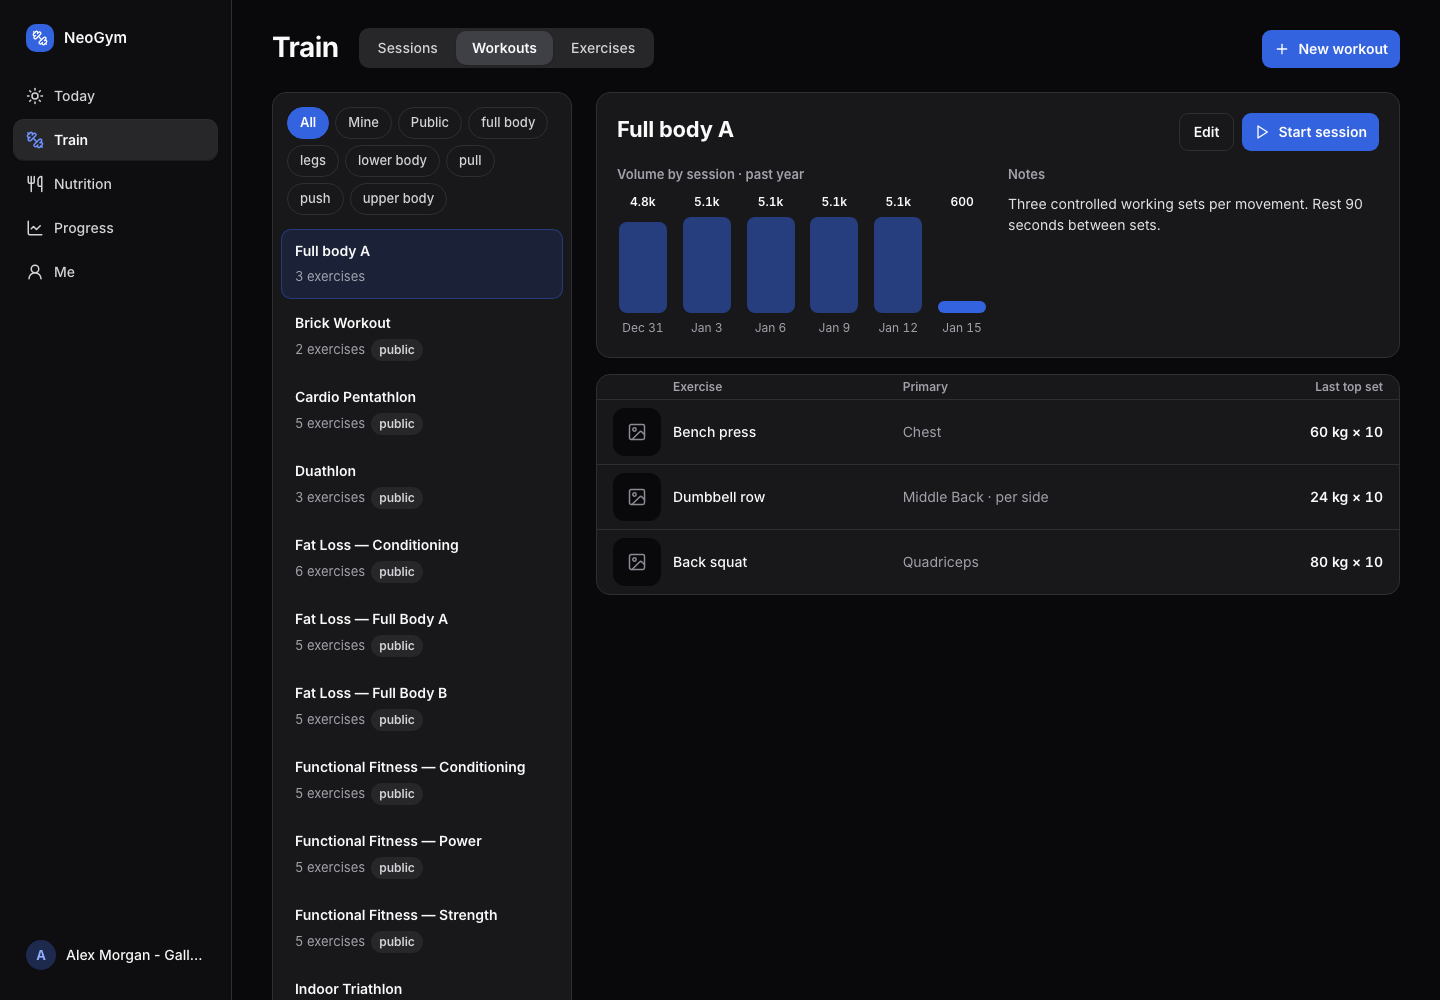 NeoGym
Today
Train
Nutrition
Progress
Me
A
Alex Morgan - Gall...
Train
Sessions
Workouts
Exercises
New workout
All
Mine
Public
full body
legs
lower body
pull
push
upper body
Full body A
3 exercises
Brick Workout
2 exercises public
Cardio Pentathlon
5 exercises public
Duathlon
3 exercises public
Fat Loss — Conditioning
6 exercises public
Fat Loss — Full Body A
5 exercises public
Fat Loss — Full Body B
5 exercises public
Functional Fitness — Conditioning
5 exercises public
Functional Fitness — Power
5 exercises public
Functional Fitness — Strength
5 exercises public
Indoor Triathlon
Full body A
Edit
Start session
Volume by session · past year
4.8k 5.1k 5.1k 5.1k 5.1k 600
Dec 31 Jan 3 Jan 6 Jan 9 Jan 12 Jan 15
Notes
Three controlled working sets per movement. Rest 90
seconds between sets.
Exercise Primary Last top set
Bench press Chest 60 kg × 10
Dumbbell row Middle Back · per side 24 kg × 10
Back squat Quadriceps 80 kg × 10